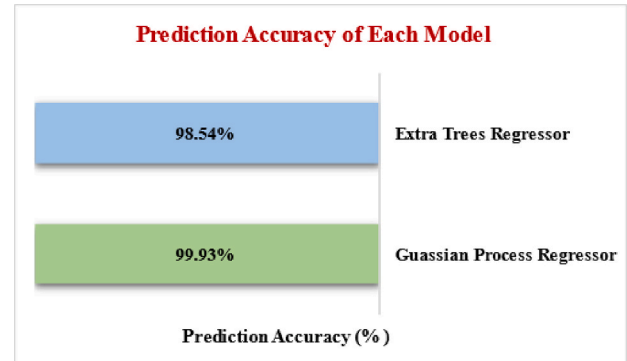 Prediction Accuracy of Each Model
98.54%
Extra Trees Regressor
99.93%
Guassian Process Regressor
Prediction Accuracy (% )